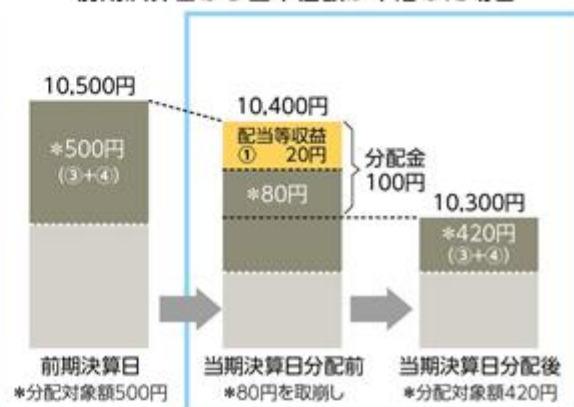 10,500円
*500円
(③+④)
10,400円
配当等収益
① 20円
*80円
分配金
100円
10,300円
*420円
(③+④)
前期決算日
*分配対象額500円
当期決算日分配前
*80円を取崩し
当期決算日分配後
*分配対象額420円